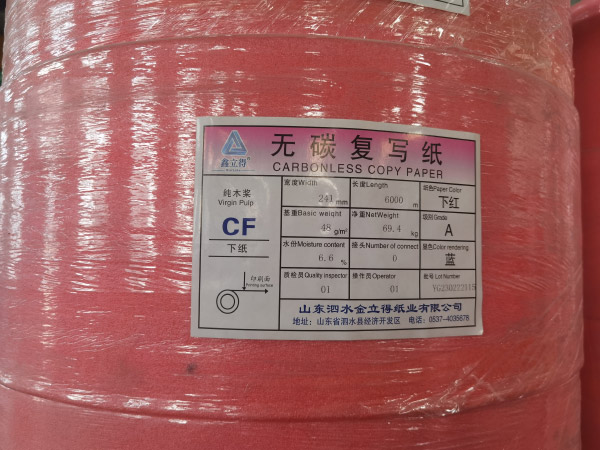 鑫立得®
无碳复写纸
CARBONLESS COPY PAPER
纯木桨
Virgin Pulp
CF
下纸
印刷面
Printing surface
宽度Width
241 mm
长度Length
6000 m
纸色Paper Color
下红
基重Basic weight
48 g/m²
净重NetWeight
69.4 kg
级别Grade
A
水份Moisture content
6.6 %
接头Number of connect
0
显色Color rendering
蓝
质检员Quality inspector
01
操作员Operator
01
批号 Lot Number
山东泗水金立得纸业有限公司
地址：山东省泗水县经济开发区 电话：0537-4035678